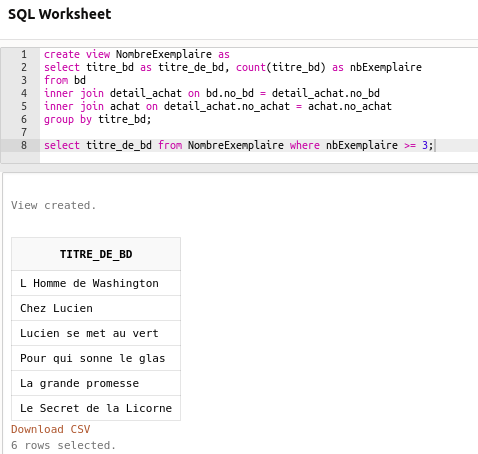 SQL Worksheet
1 create view NombreExemplaire as
2 select titre_bd as titre_de_bd, count(titre_bd) as nbExemplaire
3 from bd
4 inner join detail_achat on bd.no_bd = detail_achat.no_bd
5 inner join achat on detail_achat.no_achat = achat.no_achat
6 group by titre_bd;
7
8 select titre_de_bd from NombreExemplaire where nbExemplaire >= 3;
View created.
TITRE_DE_BD
L Homme de Washington
Chez Lucien
Lucien se met au vert
Pour qui sonne le glas
La grande promesse
Le Secret de la Licorne
Download CSV
6 rows selected.